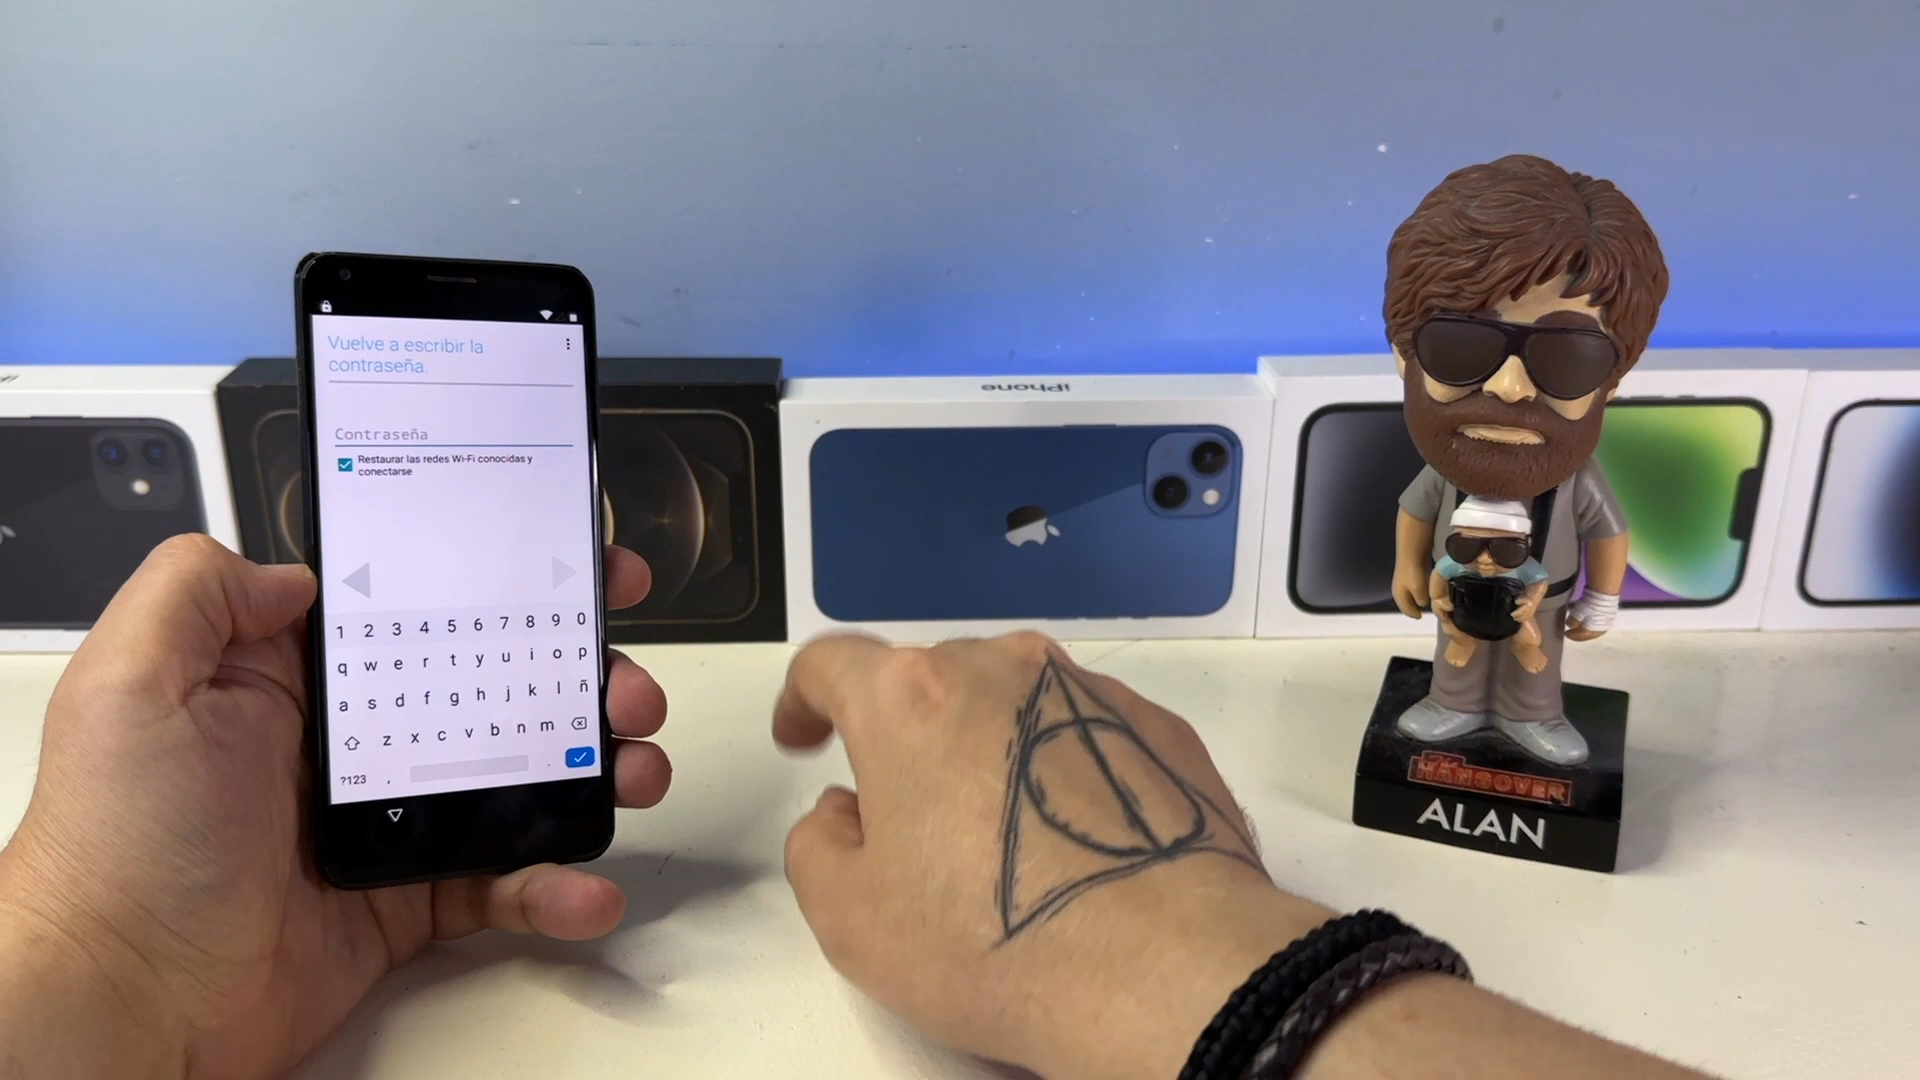 Vuelve a escribir la
contraseña.
Contraseña
Restaurar las redes Wi-Fi conocidas y
conectarse
1 2 3 4 5 6 7 8 9 0
q w e r t y u i o p
a s d f g h j k l ñ
z x c v b n m
?123 , .
iPhone
HANGOVER
ALAN